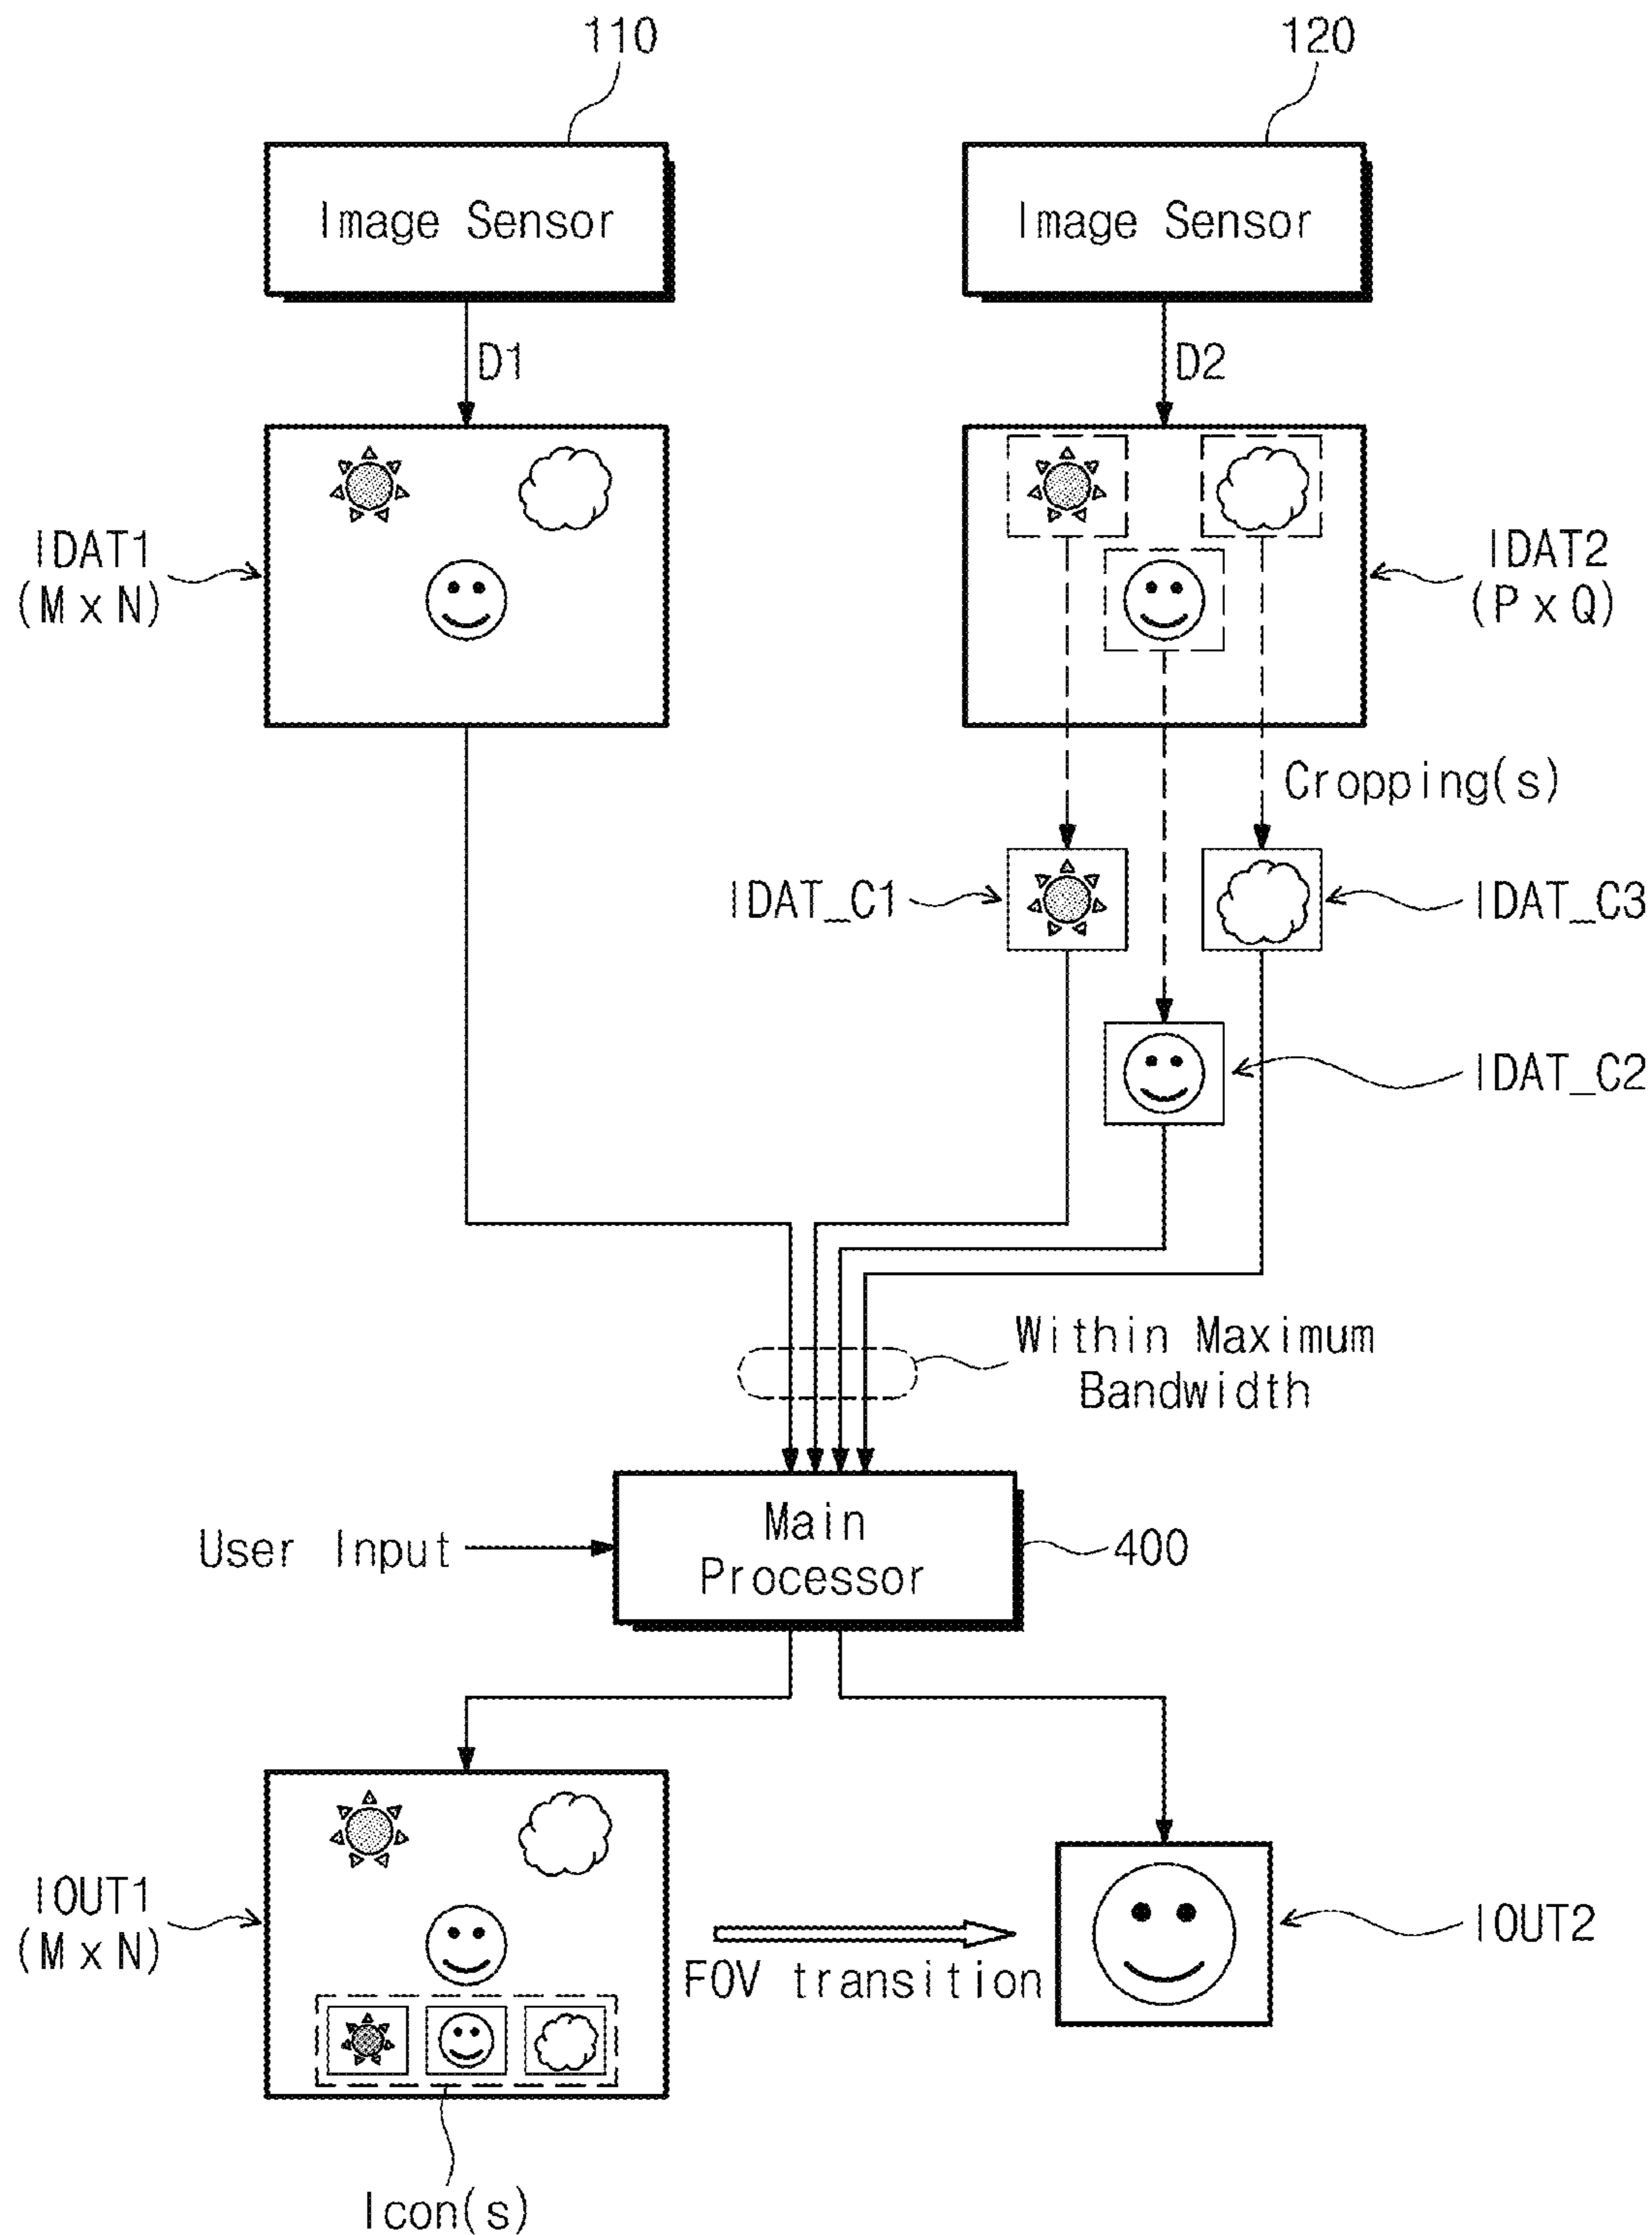 110
120
Image Sensor
Image Sensor
D1
D2
IDAT1
(M x N)
IDAT2
(P x Q)
Cropping(s)
IDAT_C1
IDAT_C3
IDAT_C2
Within Maximum
Bandwidth
User Input
Main
Processor
400
IOUT1
(M x N)
FOV transition
IOUT2
Icon(s)